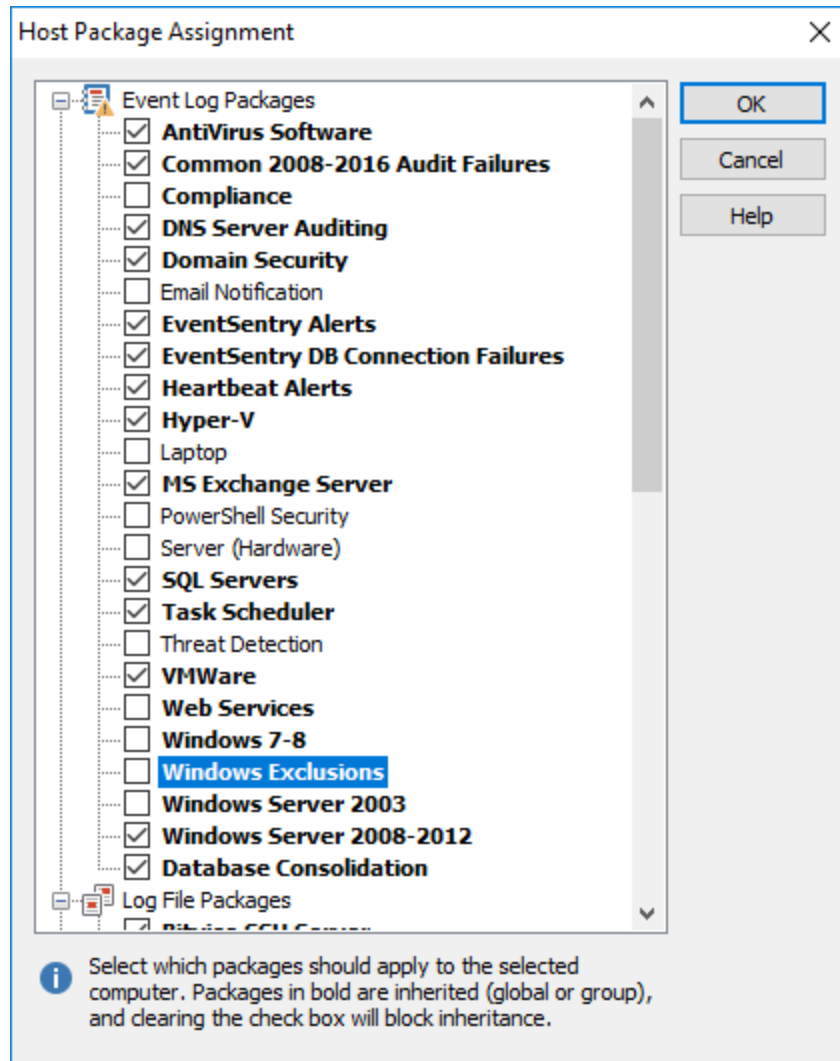 Host Package Assignment
Event Log Packages
OK
AntiVirus Software
Common 2008-2016 Audit Failures
Cancel
Compliance
Help
DNS Server Auditing
Domain Security
Email Notification
EventSentry Alerts
EventSentry DB Connection Failures
Heartbeat Alerts
Hyper-V
Laptop
MS Exchange Server
PowerShell Security
Server (Hardware)
SQL Servers
Task Scheduler
Threat Detection
VMWare
Web Services
Windows 7-8
Windows Exclusions
Windows Server 2003
Windows Server 2008-2012
Database Consolidation
Log File Packages
Select which packages should apply to the selected
computer. Packages in bold are inherited (global or group),
and clearing the check box will block inheritance.